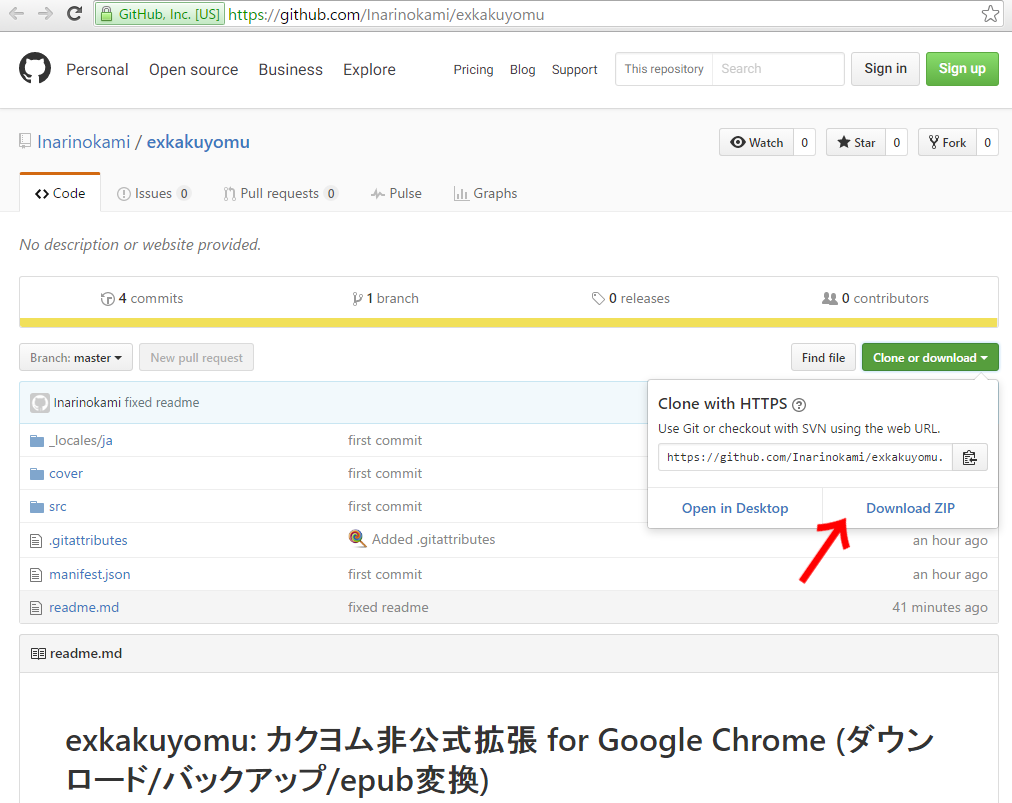 GitHub, Inc. [US] https://github.com/Inarinokami/exkakuyomu
Personal Open source Business Explore Pricing Blog Support This repository Search Sign in Sign up
Inarinokami / exkakuyomu Watch 0 Star 0 Fork 0
Code Issues 0 Pull requests 0 Pulse Graphs
No description or website provided.
4 commits 1 branch 0 releases 0 contributors
Branch: master New pull request Find file Clone or download
Inarinokami fixed readme
Clone with HTTPS
Use Git or checkout with SVN using the web URL.
https://github.com/Inarinokami/exkakuyomu.
Open in Desktop Download ZIP
_locales/ja first commit
cover first commit
src first commit
.gitattributes Added .gitattributes an hour ago
manifest.json first commit an hour ago
readme.md fixed readme 41 minutes ago
readme.md
exkakuyomu: カクヨム非公式拡張 for Google Chrome (ダウン
ロード/バックアップ/epub変換)